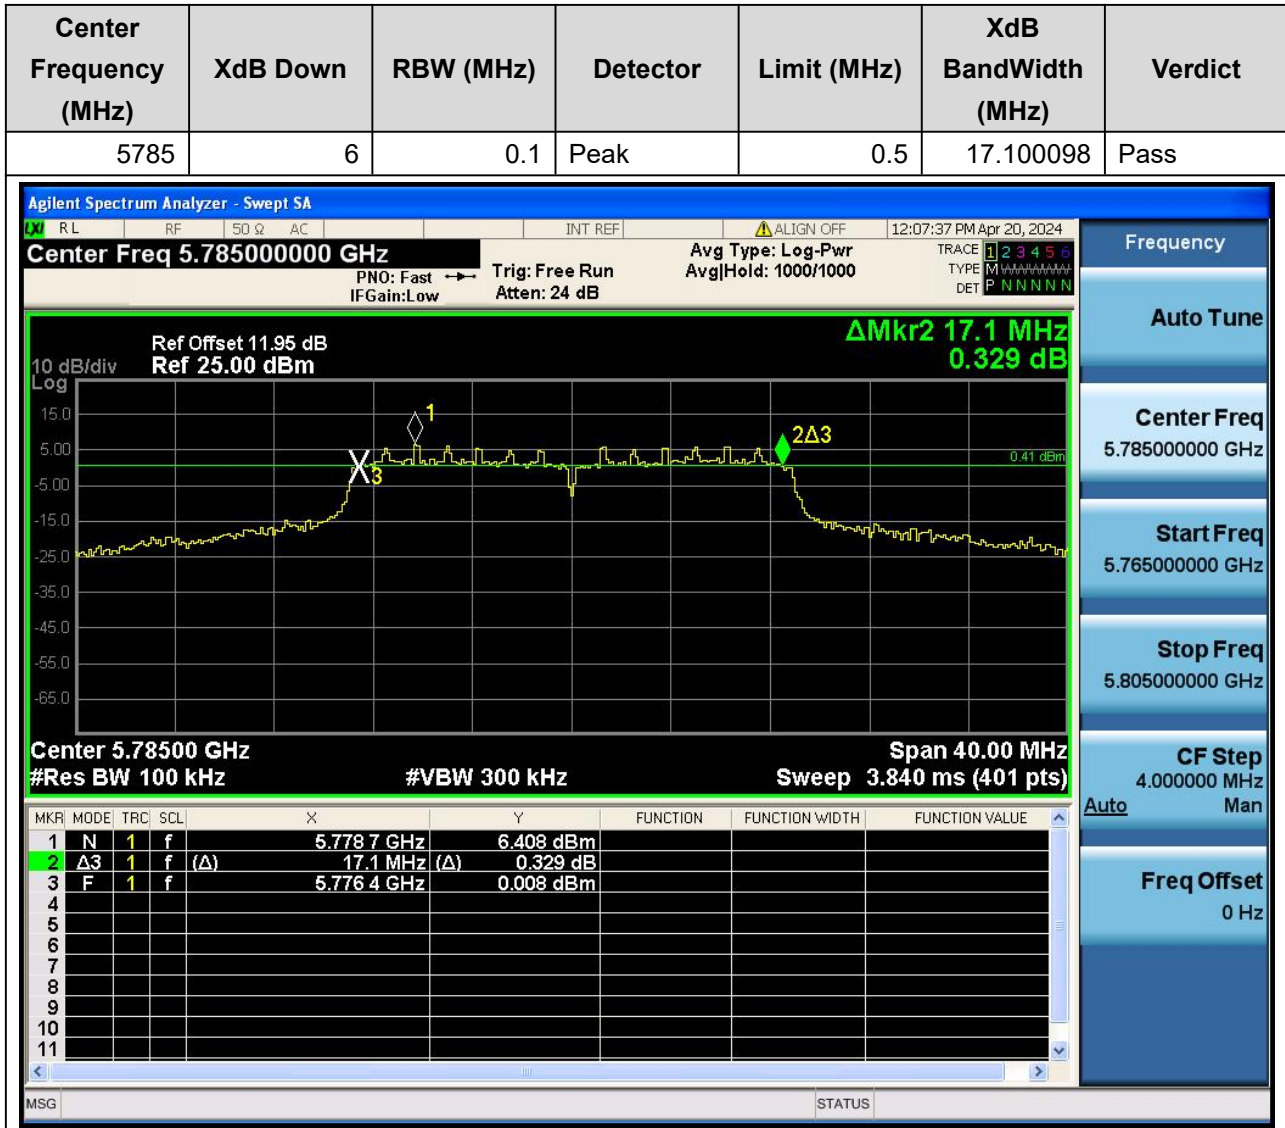 Center Frequency (MHz) XdB Down RBW (MHz) Detector Limit (MHz) XdB BandWidth (MHz) Verdict
5785 6 0.1 Peak 0.5 17.100098 Pass
Agilent Spectrum Analyzer - Swept SA
LXI RL RF 50 Ω AC INT REF ALIGN OFF 12:07:37 PM Apr 20, 2024
Center Freq 5.785000000 GHz
PNO: Fast
IFGain:Low
Trig: Free Run
Atten: 24 dB
Avg Type: Log-Pwr
Avg|Hold: 1000/1000
TRACE 1 2 3 4 5 6
TYPE M
DET P N N N N N
ΔMkr2 17.1 MHz
0.329 dB
Ref Offset 11.95 dB
10 dB/div Ref 25.00 dBm
Log
15.0
5.00
-5.00
-15.0
-25.0
-35.0
-45.0
-55.0
-65.0
1
2Δ3
3
0.41 dBm
Center 5.78500 GHz Span 40.00 MHz
#Res BW 100 kHz #VBW 300 kHz Sweep 3.840 ms (401 pts)
MKR MODE TRC SCL X Y FUNCTION FUNCTION WIDTH FUNCTION VALUE
1 N 1 f 5.778 7 GHz 6.408 dBm
2 Δ3 1 f (Δ) 17.1 MHz (Δ) 0.329 dB
3 F 1 f 5.776 4 GHz 0.008 dBm
4
5
6
7
8
9
10
11
MSG STATUS
Frequency
Auto Tune
Center Freq
5.785000000 GHz
Start Freq
5.765000000 GHz
Stop Freq
5.805000000 GHz
CF Step
4.000000 MHz
Auto Man
Freq Offset
0 Hz